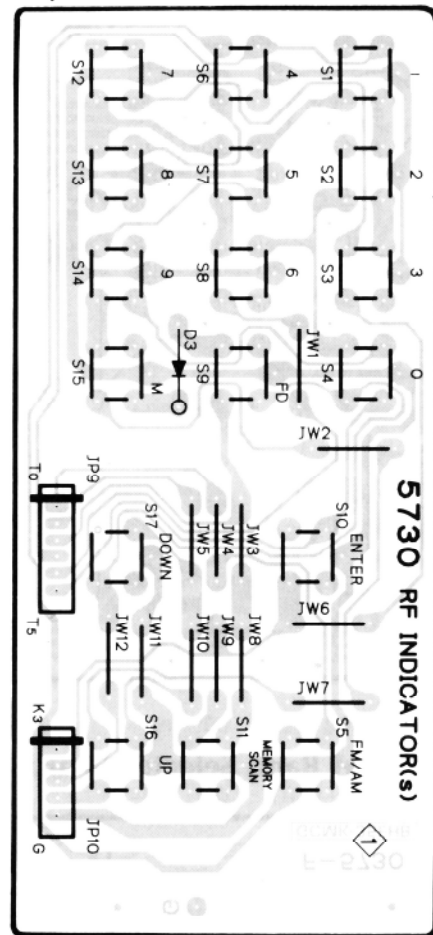 5730 RF INDICATOR(s)
1
1
2
3
0
S1
S2
S3
S4
4
5
6
FD
S6
S7
S8
S9
7
8
9
M
S12
S13
S14
S15
D3
JW1
JW2
S10 ENTER
JW3
JW4
JW5
S17 DOWN
JP9
T0
T5
JW6
JW7
JW8
JW9
JW10
JW11
JW12
S5 FM/AM
S11 MEMORY
SCAN
S16 UP
K3
G
JP10
F-5730